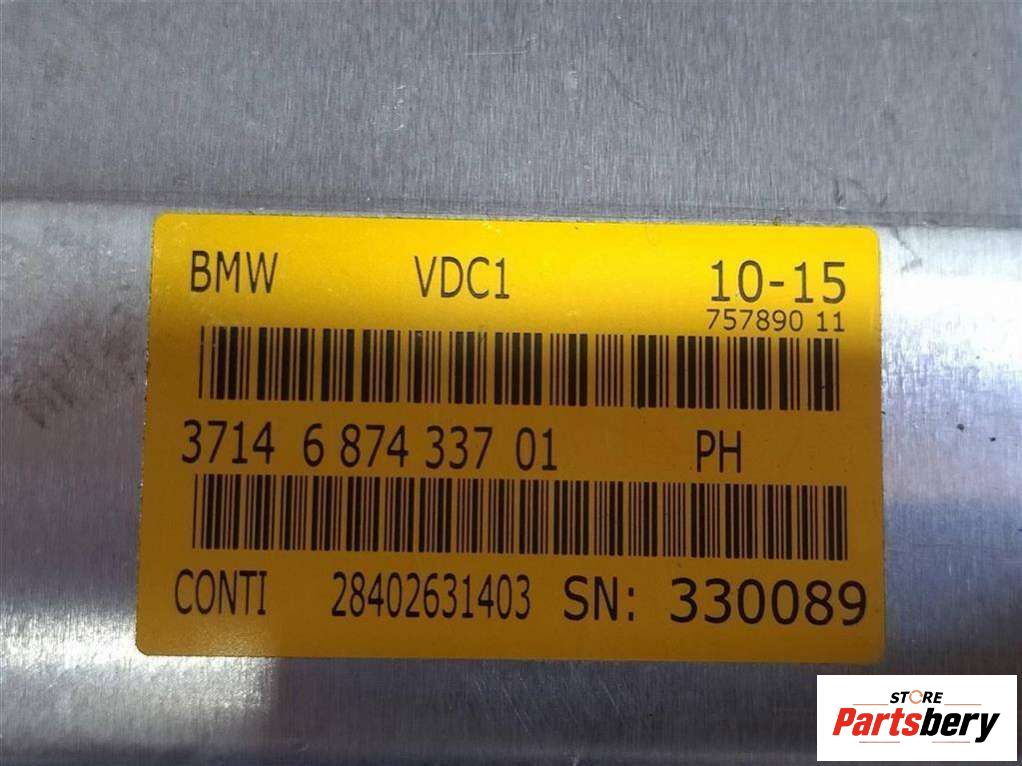 BMW VDC1 10-15
757890 11
3714 6 874 337 01 PH
CONTI 28402631403 SN: 330089
STORE
Partsbery